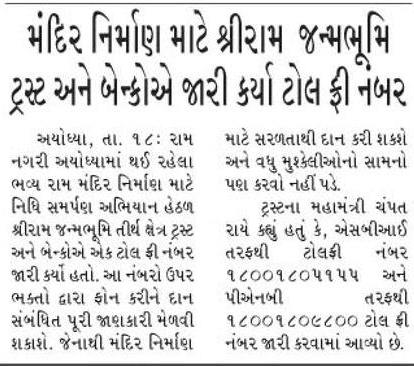 મંદિર નિર્માણ માટે શ્રીરામ જન્મભૂમિ
ટ્રસ્ટ અને બેન્કોએ જારી કર્યા ટોલ ફ્રી નંબર
અયોધ્યા, તા. ૧૮: રામ
નગરી અયોધ્યામાં થઈ રહેલા
ભવ્ય રામ મંદિર નિર્માણ માટે
નિધિ સમર્પણ અભિયાન હેઠળ
શ્રીરામ જન્મભૂમિ તીર્થ ક્ષેત્ર ટ્રસ્ટ
અને બેન્કોએ એક ટોલ ફ્રી નંબર
જારી કર્યો હતો. આ નંબરો ઉપર
ભક્તો દ્વારા ફોન કરીને દાન
સંબંધિત પૂરી જાણકારી મેળવી
શકાશે. જેનાથી મંદિર નિર્માણ
માટે સરળતાથી દાન કરી શકશે
અને વધુ મુશ્કેલીઓનો સામનો
પણ કરવો નહીં પડે.
ટ્રસ્ટના મહામંત્રી ચંપત
રાયે કહ્યું હતું કે, એસબીઆઈ
તરફથી ટોલફ્રી નંબર
૧૮૦૦૧૮૦૫૧૫૫ અને
પીએનબી તરફથી
૧૮૦૦૧૮૦૯૮૦૦ ટોલ ફ્રી
નંબર જારી કરવામાં આવ્યો છે.